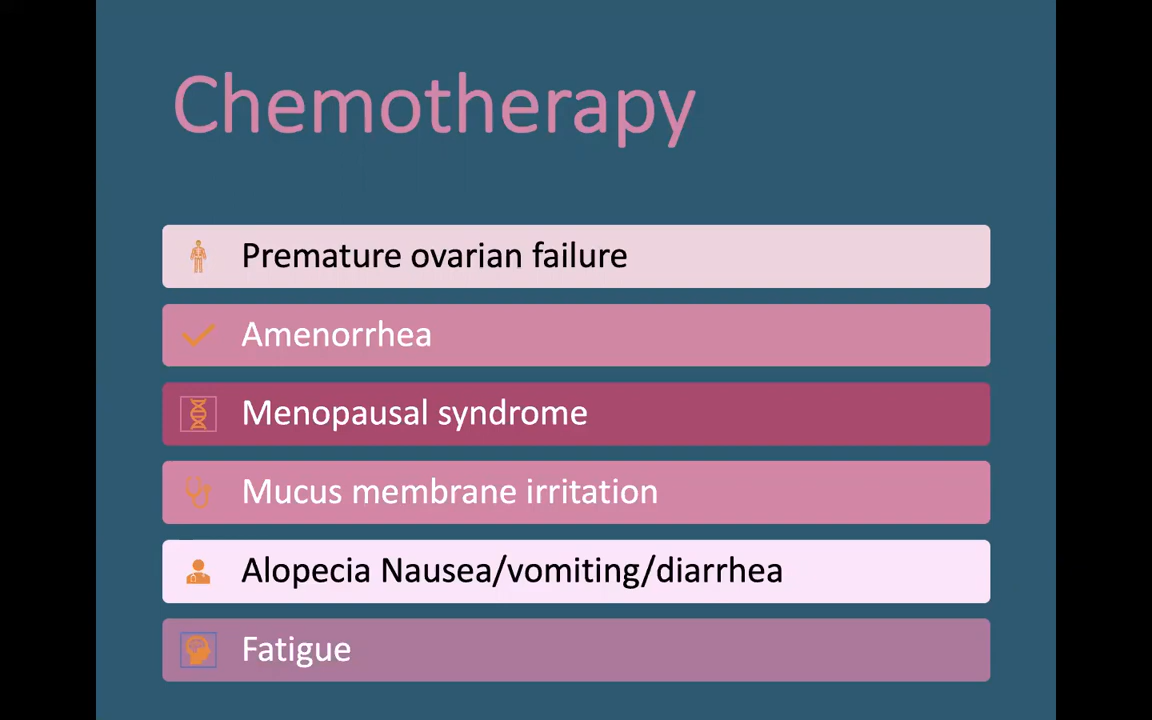 Chemotherapy
Premature ovarian failure
Amenorrhea
Menopausal syndrome
Mucus membrane irritation
Alopecia Nausea/vomiting/diarrhea
Fatigue